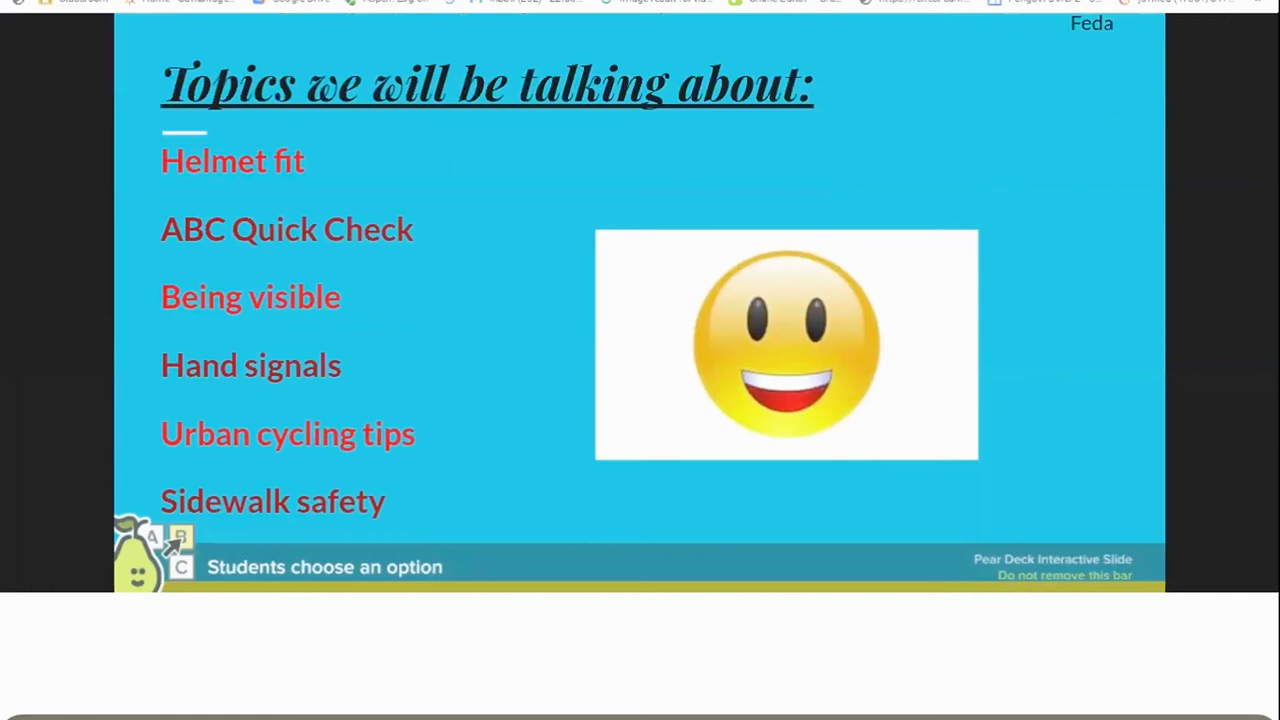 Feda
Topics we will be talking about:
Helmet fit
ABC Quick Check
Being visible
Hand signals
Urban cycling tips
Sidewalk safety
A B
C
Students choose an option
Pear Deck Interactive Slide
Do not remove this bar